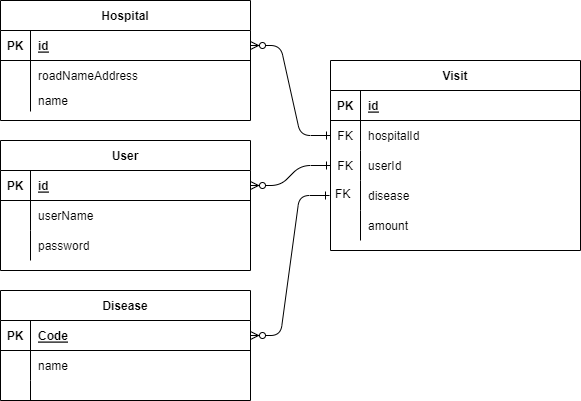 Hospital
PK id
roadNameAddress
name
User
PK id
userName
password
Disease
PK Code
name
Visit
PK id
FK hospitalId
FK userId
FK disease
amount